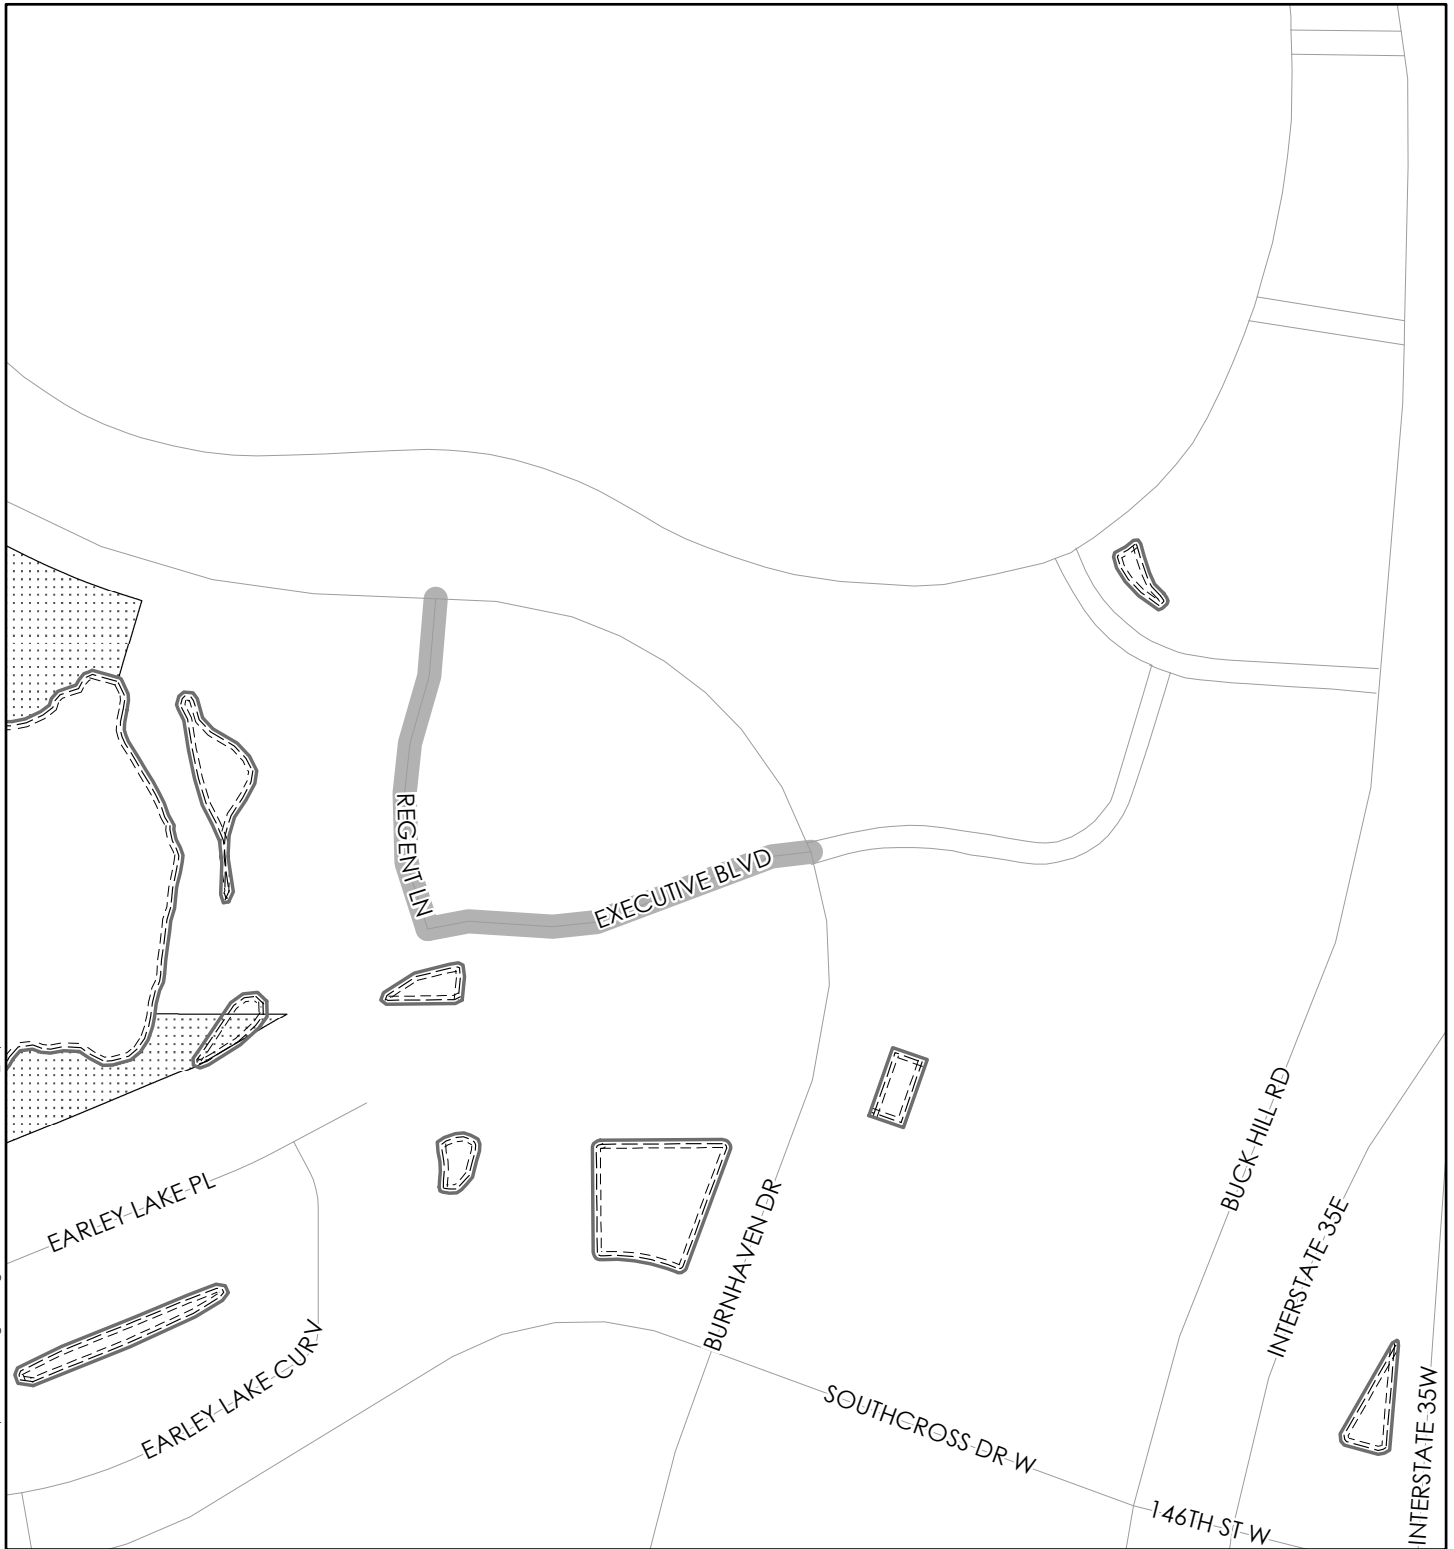 REGENT LN
EXECUTIVE BLVD
BUCK HILL RD
EARLEY LAKE PL
BURNHAVEN DR
INTERSTATE 35E
EARLEY LAKE CURV
SOUTHCROSS DR W
INTERSTATE 35W
146TH ST W